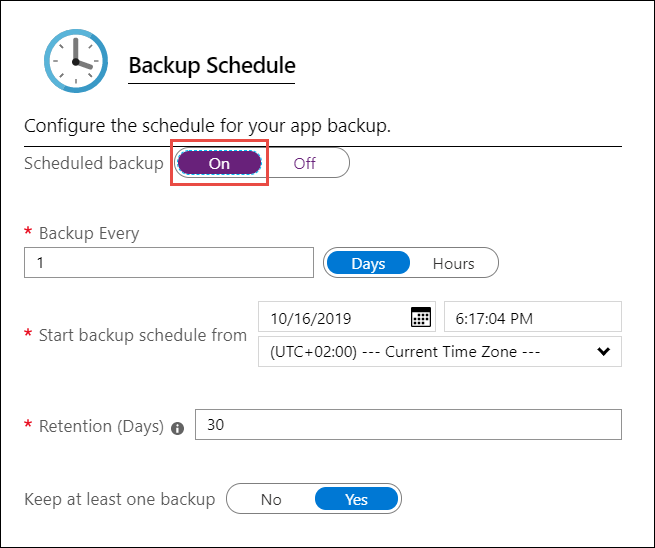 Backup Schedule
Configure the schedule for your app backup.
Scheduled backup On Off
* Backup Every
1 Days Hours
10/16/2019 6:17:04 PM
* Start backup schedule from
(UTC+02:00) --- Current Time Zone ---
* Retention (Days) i 30
Keep at least one backup No Yes